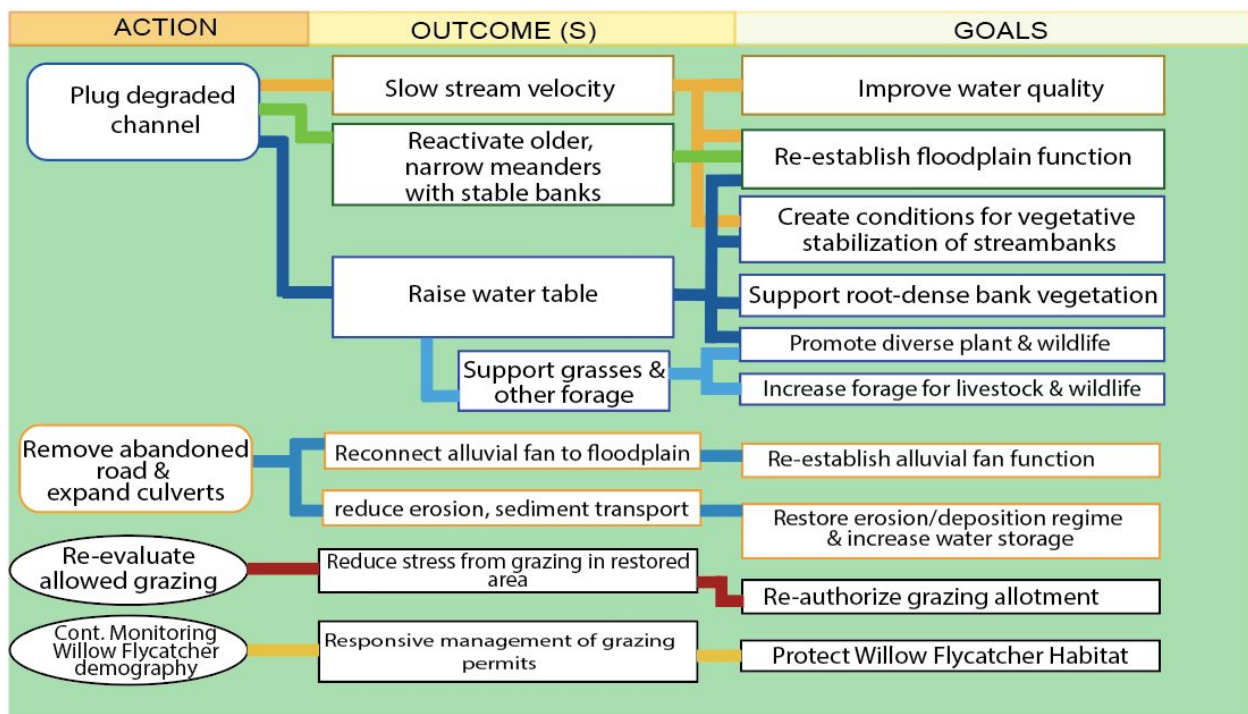 ACTION
OUTCOME (S)
GOALS
Plug degraded
channel
Slow stream velocity
Improve water quality
Reactivate older,
narrow meanders
with stable banks
Re-establish floodplain function
Create conditions for vegetative
stabilization of streambanks
Raise water table
Support root-dense bank vegetation
Promote diverse plant & wildlife
Support grasses &
other forage
Increase forage for livestock & wildlife
Remove abandoned
road &
expand culverts
Reconnect alluvial fan to floodplain
Re-establish alluvial fan function
reduce erosion, sediment transport
Restore erosion/deposition regime
& increase water storage
Re-evaluate
allowed grazing
Reduce stress from grazing in restored
area
Re-authorize grazing allotment
Cont. Monitoring
Willow Flycatcher
demography
Responsive management of grazing
permits
Protect Willow Flycatcher Habitat